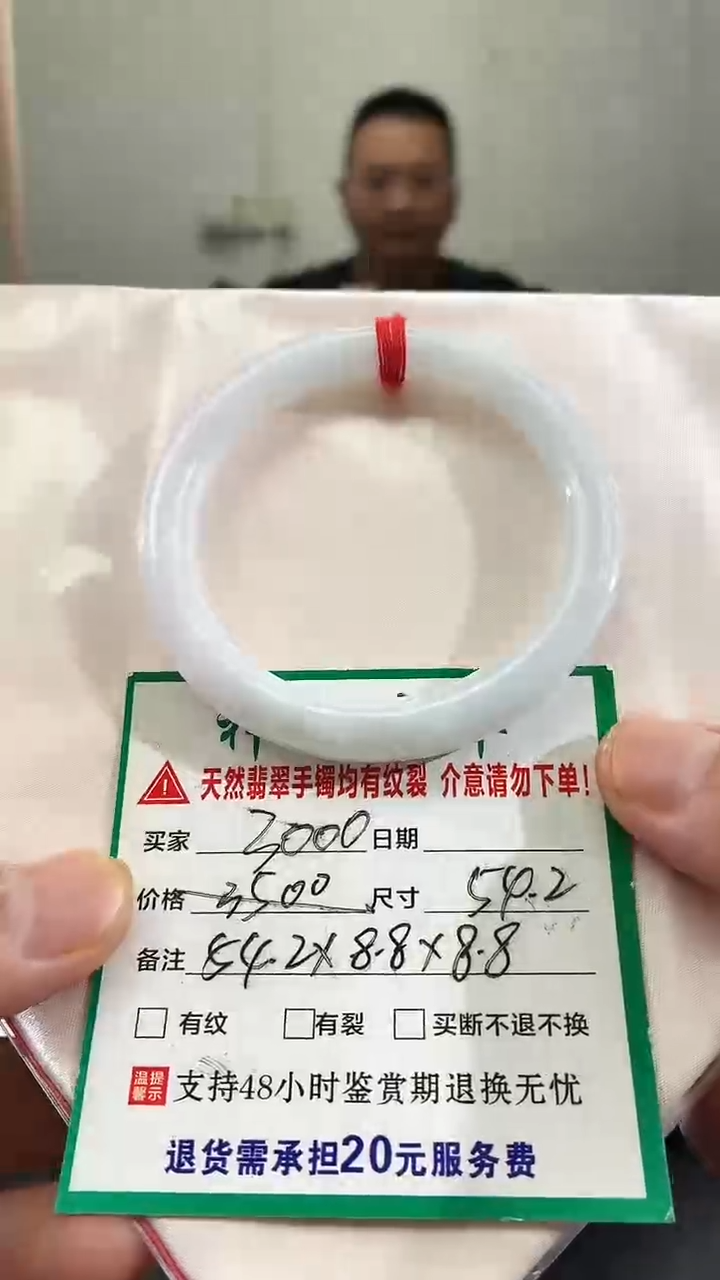 天然翡翠手镯均有纹裂 介意请勿下单!
买家 3000 日期
价格 3500 尺寸 54.2
备注 54.2×8.8×8.8
有纹 有裂 买断不退不换
温馨提示 支持48小时鉴赏期退换无忧
退货需承担20元服务费